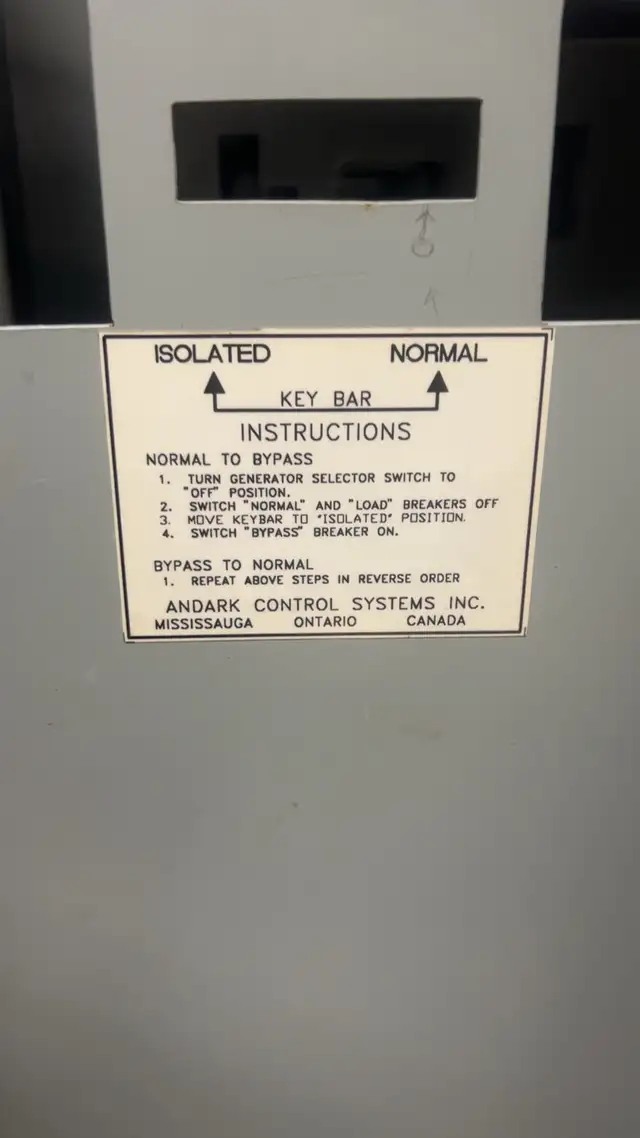 ISOLATED NORMAL
KEY BAR
INSTRUCTIONS
NORMAL TO BYPASS
1. TURN GENERATOR SELECTOR SWITCH TO
"OFF" POSITION.
2. SWITCH "NORMAL" AND "LOAD" BREAKERS OFF
3. MOVE KEYBAR TO "ISOLATED" POSITION.
4. SWITCH "BYPASS" BREAKER ON.
BYPASS TO NORMAL
1. REPEAT ABOVE STEPS IN REVERSE ORDER
ANDARK CONTROL SYSTEMS INC.
MISSISSAUGA ONTARIO CANADA